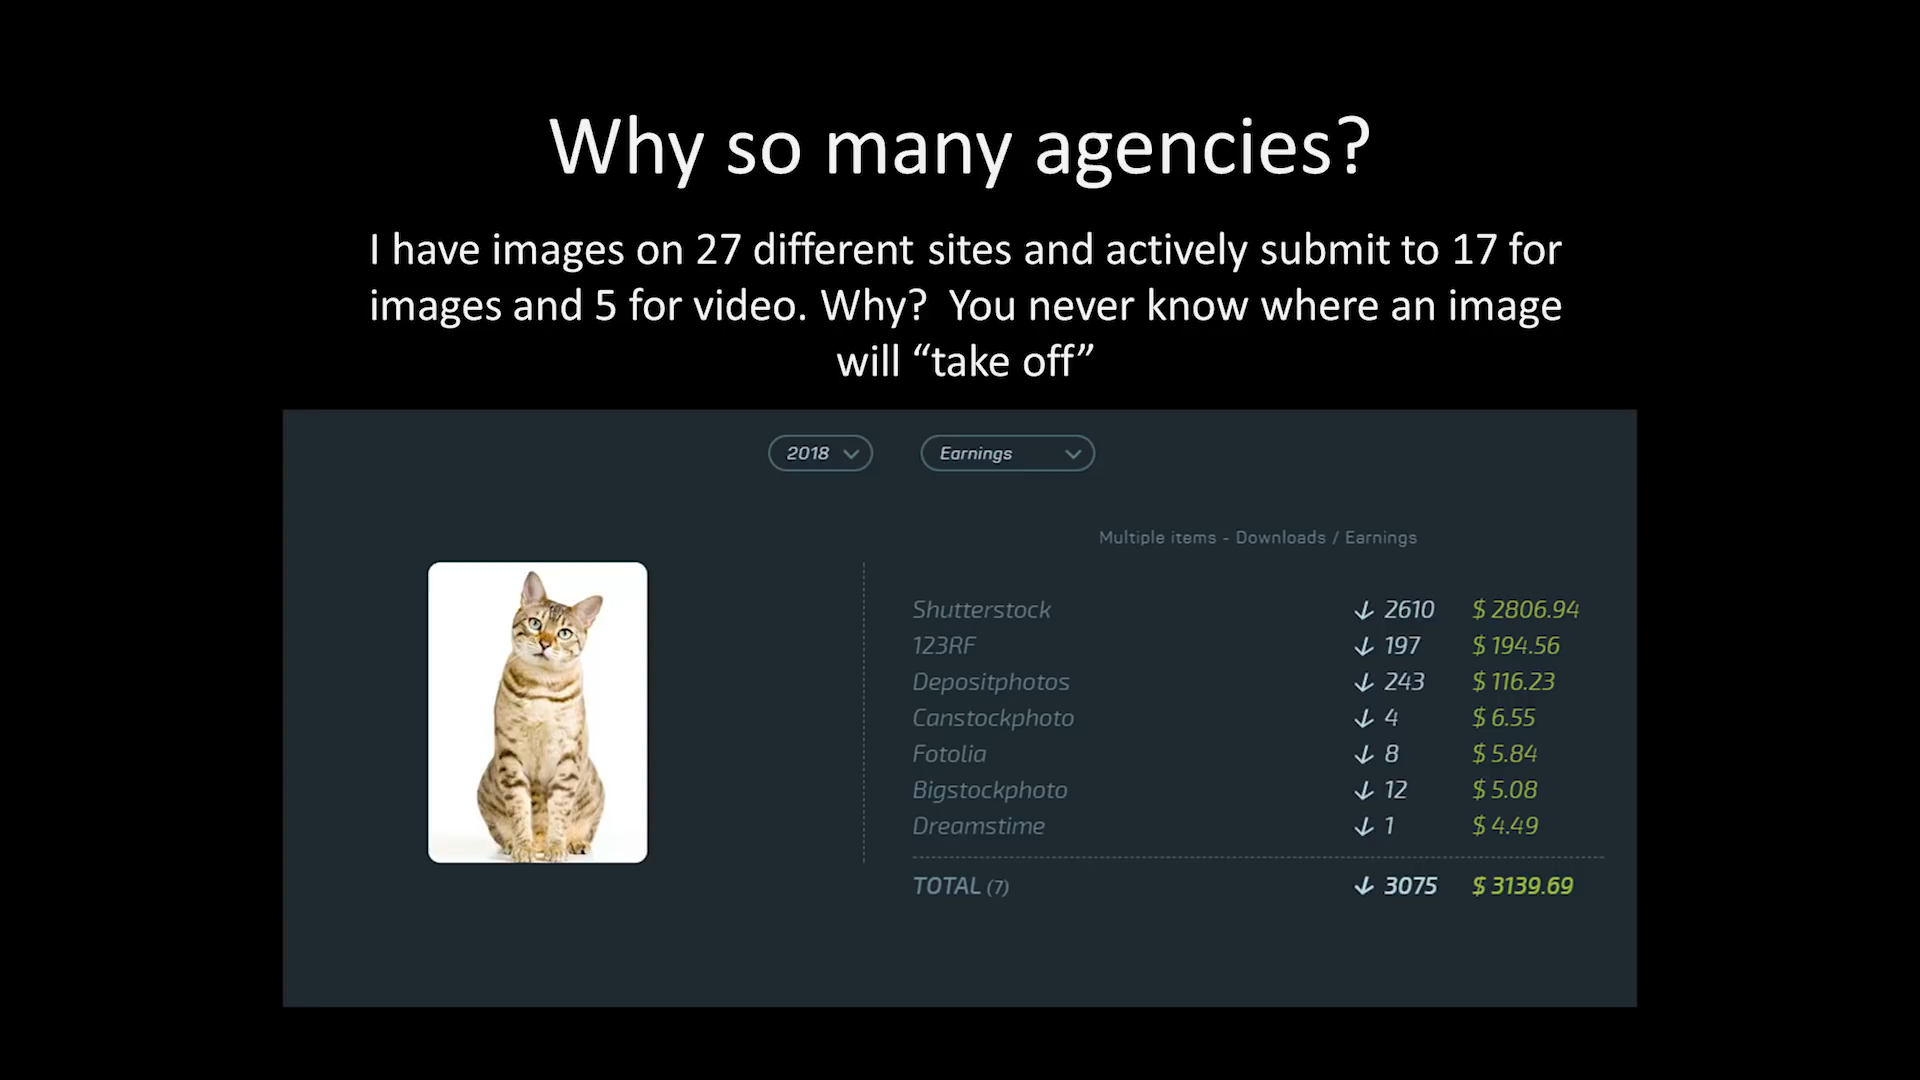 Why so many agencies?
I have images on 27 different sites and actively submit to 17 for
images and 5 for video. Why?  You never know where an image
will “take off”
2018 Earnings
Multiple items - Downloads / Earnings
Shutterstock 2610 $ 2806.94
123RF 197 $ 194.56
Depositphotos 243 $ 116.23
Canstockphoto 4 $ 6.55
Fotolia 8 $ 5.84
Bigstockphoto 12 $ 5.08
Dreamstime 1 $ 4.49
TOTAL (7) 3075 $ 3139.69